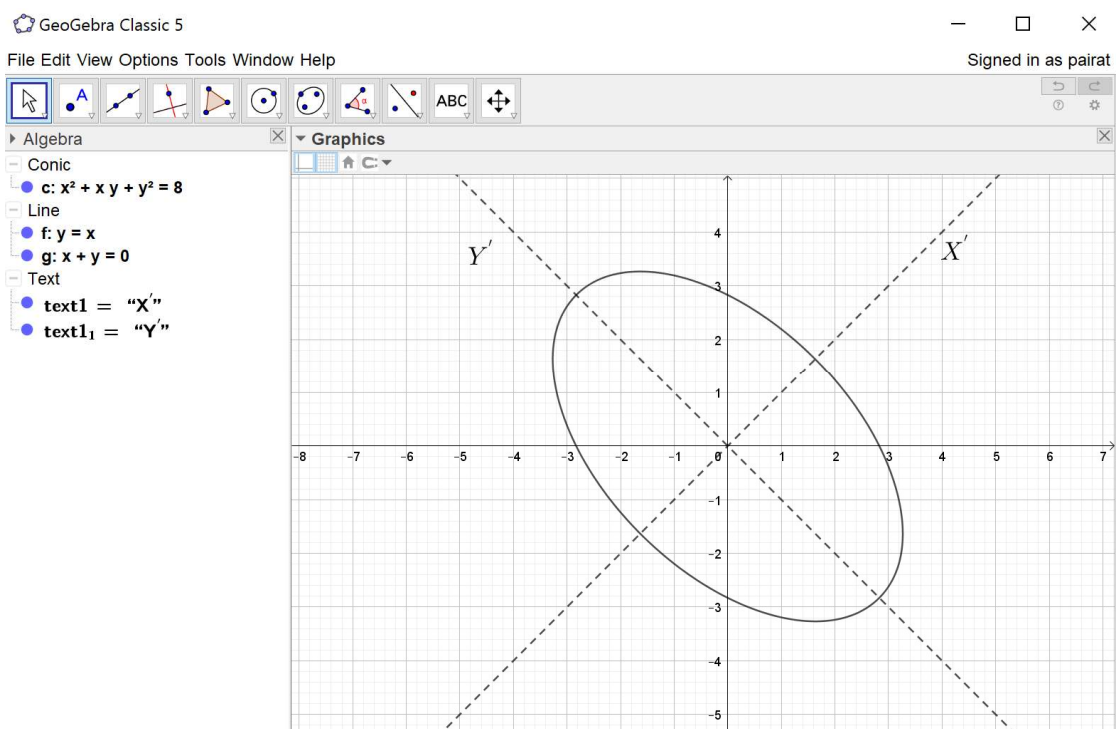 GeoGebra Classic 5
File Edit View Options Tools Window Help
Signed in as pairat
A
α
ABC
Algebra
Graphics
Conic
c: x² + x y + y² = 8
Line
f: y = x
g: x + y = 0
Text
text1 = “X′”
text1₁ = “Y′”
Y′
X′
4
3
2
1
-8 -7 -6 -5 -4 -3 -2 -1 0 1 2 3 4 5 6 7
-1
-2
-3
-4
-5